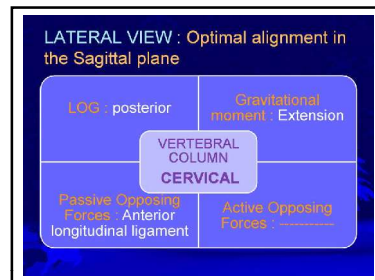 LATERAL VIEW : Optimal alignment in
the Sagittal plane
LOG : posterior
Gravitational
moment : Extension
VERTEBRAL
COLUMN
CERVICAL
Passive Opposing
Forces : Anterior
longitudinal ligament
Active Opposing
Forces : -----------